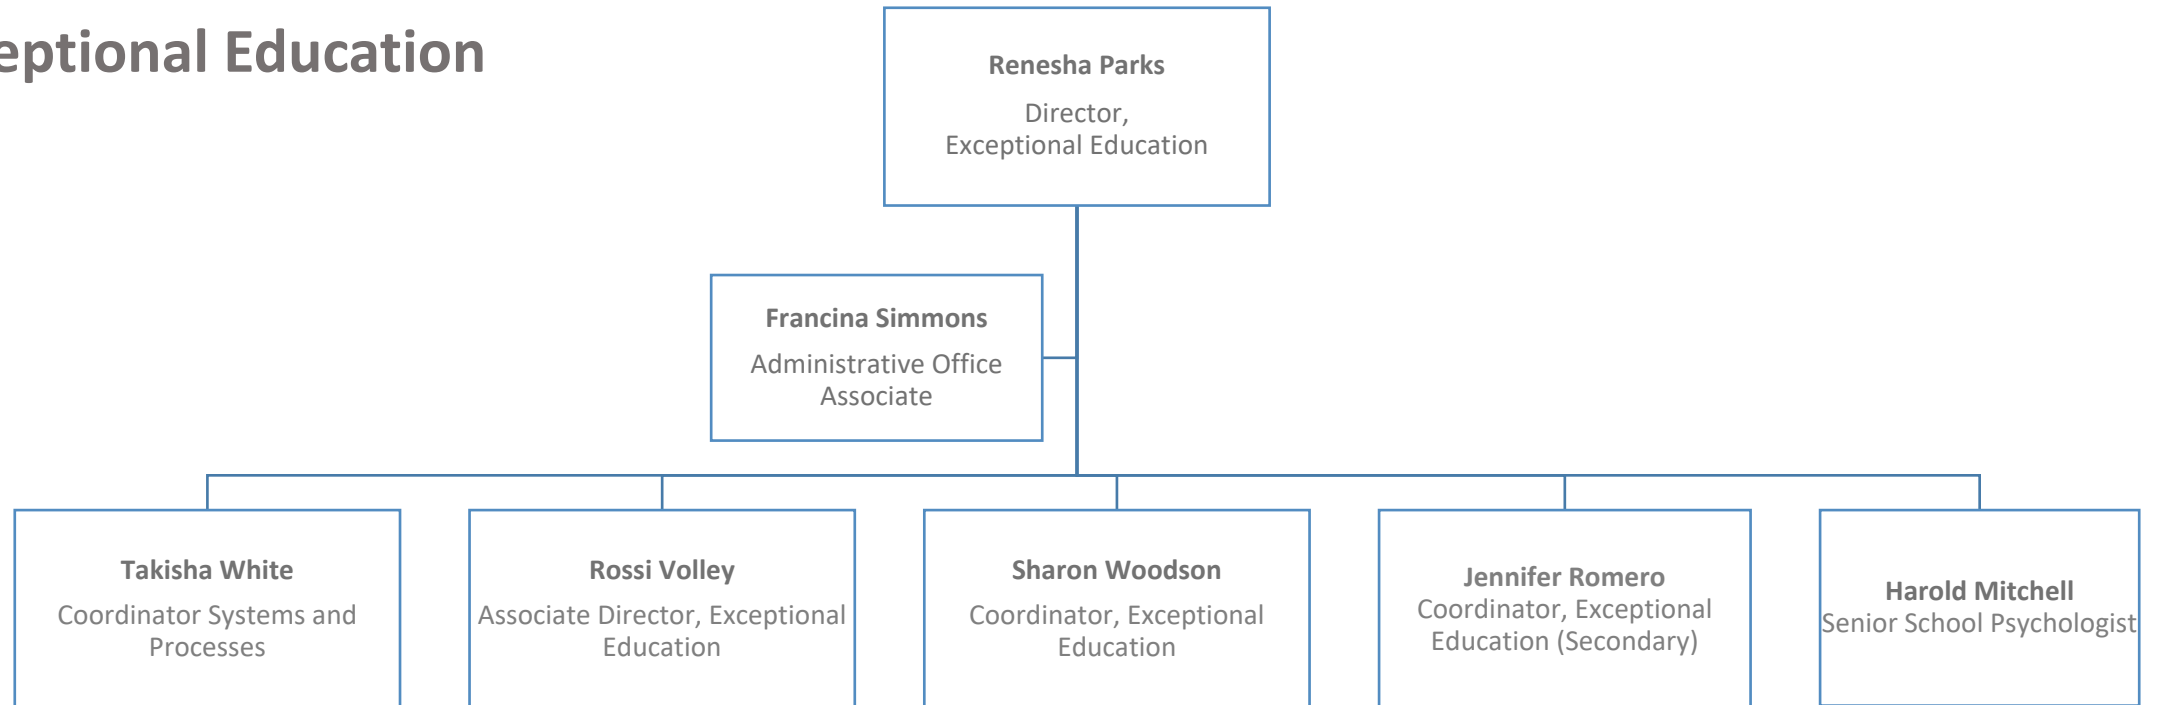 eptional Education
Renesha Parks
Director,
Exceptional Education
Francina Simmons
Administrative Office
Associate
Takisha White
Coordinator Systems and
Processes
Rossi Volley
Associate Director, Exceptional
Education
Sharon Woodson
Coordinator, Exceptional
Education
Jennifer Romero
Coordinator, Exceptional
Education (Secondary)
Harold Mitchell
Senior School Psychologist